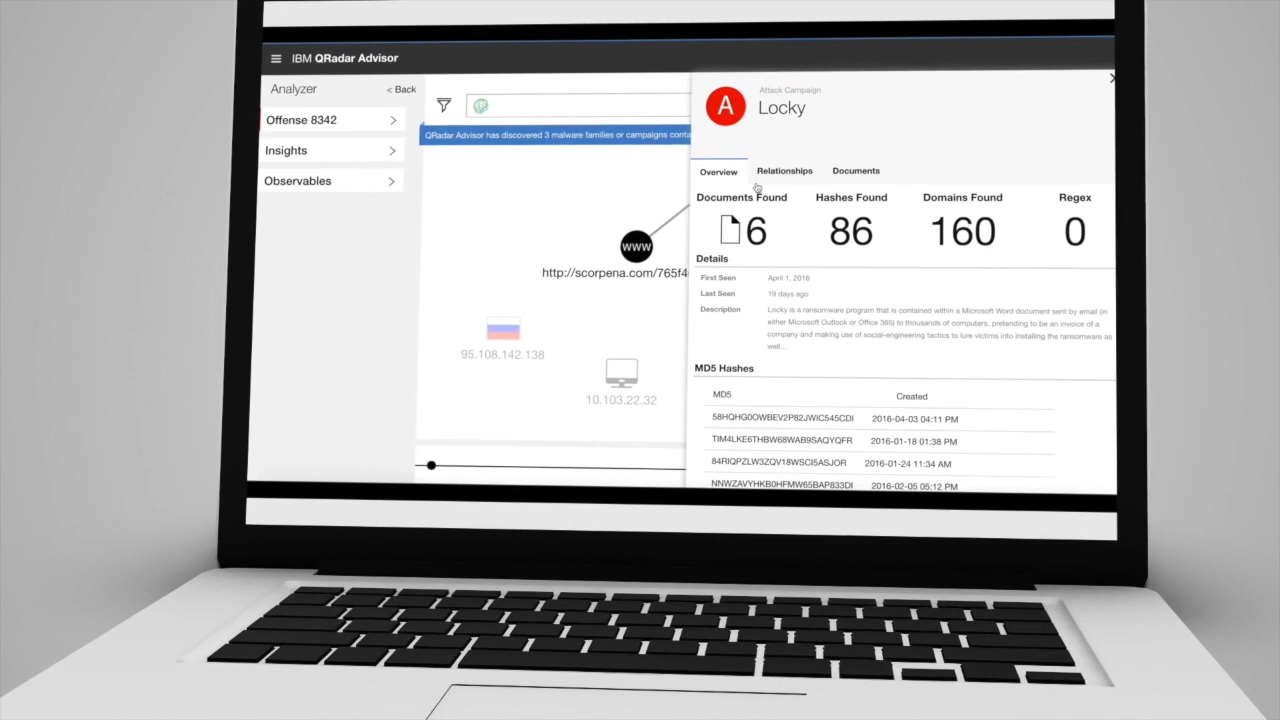 IBM QRadar Advisor
Analyzer
< Back
Offense 8342
Insights
Observables
QRadar Advisor has discovered 3 malware families or campaigns conta
www
http://scorpena.com/765f4
95.108.142.138
10.103.22.32
A
Attack Campaign
Locky
Overview
Relationships
Documents
Documents Found
Hashes Found
Domains Found
Regex
6
86
160
0
Details
First Seen
April 1, 2016
Last Seen
19 days ago
Description
Locky is a ransomware program that is contained within a Microsoft Word document sent by email (in
either Microsoft Outlook or Office 365) to thousands of computers, pretending to be an invoice of a
company and making use of social-engineering tactics to lure victims into installing the ransomware as
well...
MD5 Hashes
MD5
Created
58HQHG0OWBEV2P82JWIC545CDI
2016-04-03 04:11 PM
TIM4LKE6THBW68WAB9SAQYQFR
2016-01-18 01:38 PM
84RIQPZLW3ZQV18WSCI5ASJOR
2016-01-24 11:34 AM
NNWZAVYHKB0HFMW65BAP833DI
2016-02-05 05:12 PM